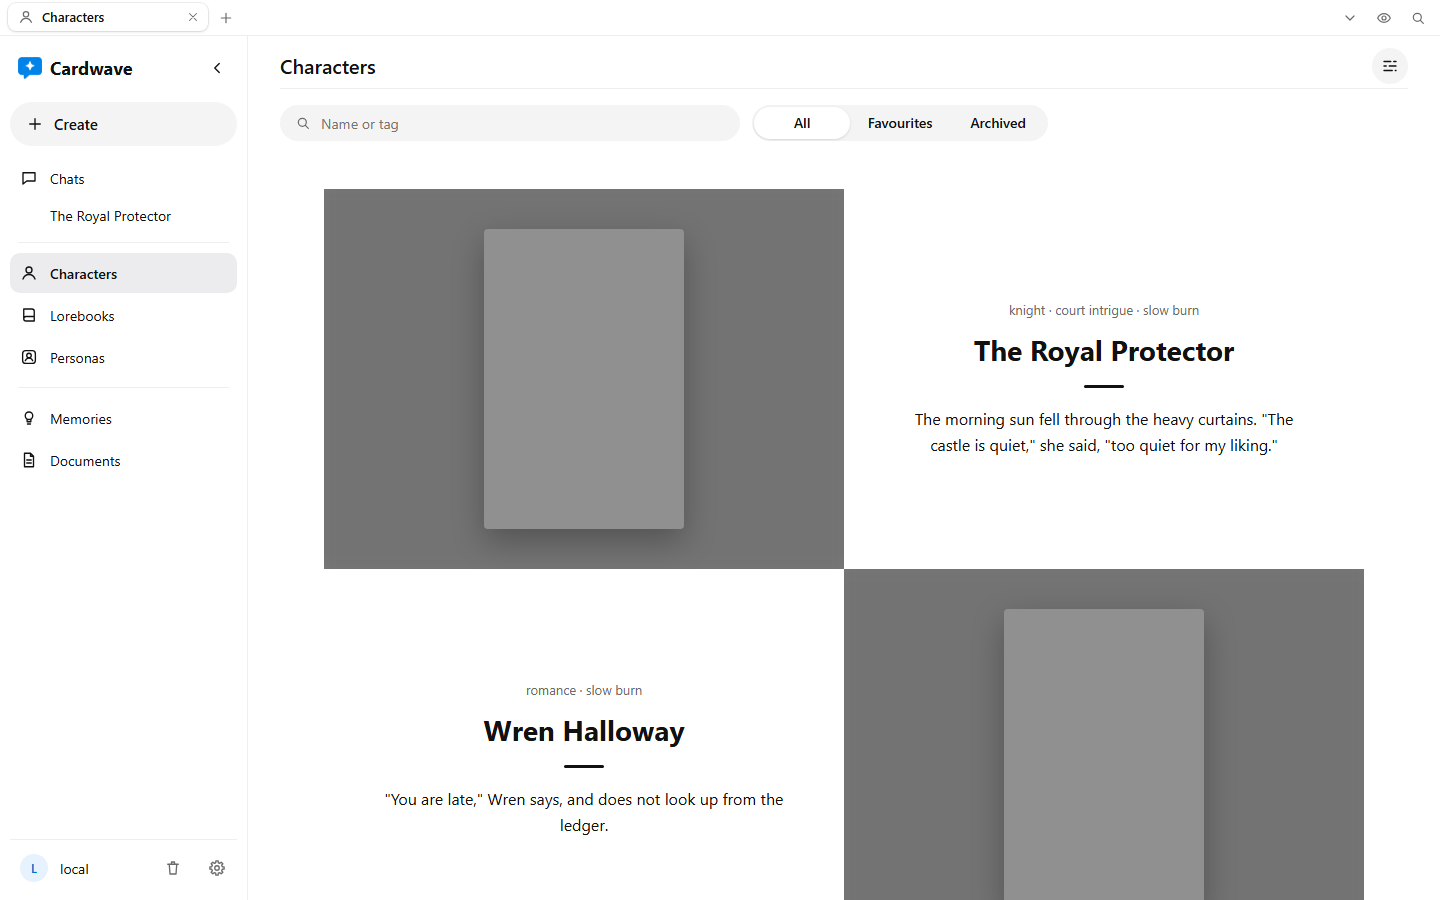 Characters
Cardwave
Create
Chats
The Royal Protector
Characters
Lorebooks
Personas
Memories
Documents
L
local
Characters
Name or tag
All
Favourites
Archived
knight · court intrigue · slow burn
The Royal Protector
The morning sun fell through the heavy curtains. "The
castle is quiet," she said, "too quiet for my liking."
romance · slow burn
Wren Halloway
"You are late," Wren says, and does not look up from the
ledger.